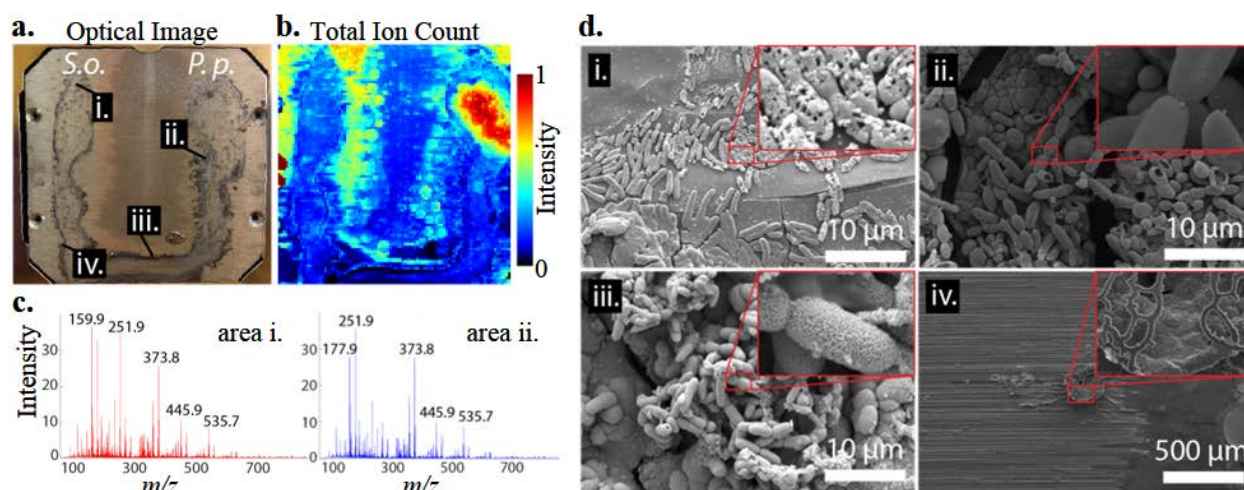 a.
Optical Image
S.o.
P. p.
i.
ii.
iii.
iv.
b.
Total Ion Count
1
Intensity
0
c.
area i.
159.9
251.9
373.8
445.9
535.7
Intensity
30
20
10
0
100
300
500
700
m/z
area ii.
251.9
177.9
373.8
445.9
535.7
30
20
10
0
100
300
500
700
m/z
d.
i.
10 µm
ii.
10 µm
iii.
10 µm
iv.
500 µm